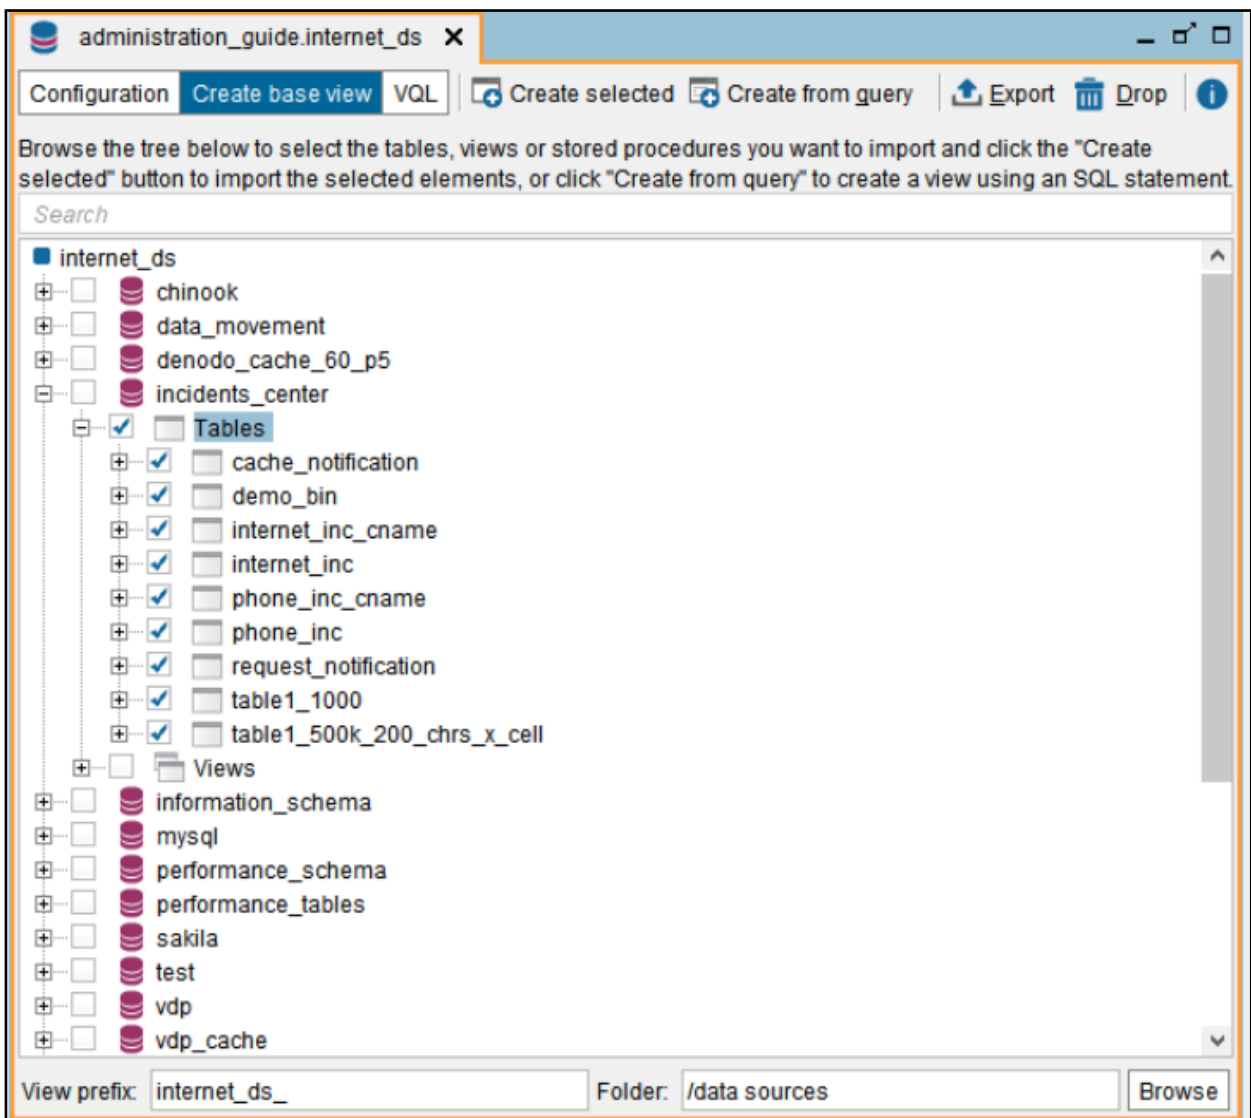 administration_guide.internet_ds
Configuration Create base view VQL Create selected Create from query Export Drop
Browse the tree below to select the tables, views or stored procedures you want to import and click the "Create
selected" button to import the selected elements, or click "Create from query" to create a view using an SQL statement.
Search
internet_ds
chinook
data_movement
denodo_cache_60_p5
incidents_center
Tables
cache_notification
demo_bin
internet_inc_cname
internet_inc
phone_inc_cname
phone_inc
request_notification
table1_1000
table1_500k_200_chrs_x_cell
Views
information_schema
mysql
performance_schema
performance_tables
sakila
test
vdp
vdp_cache
View prefix: internet_ds_ Folder: /data sources Browse